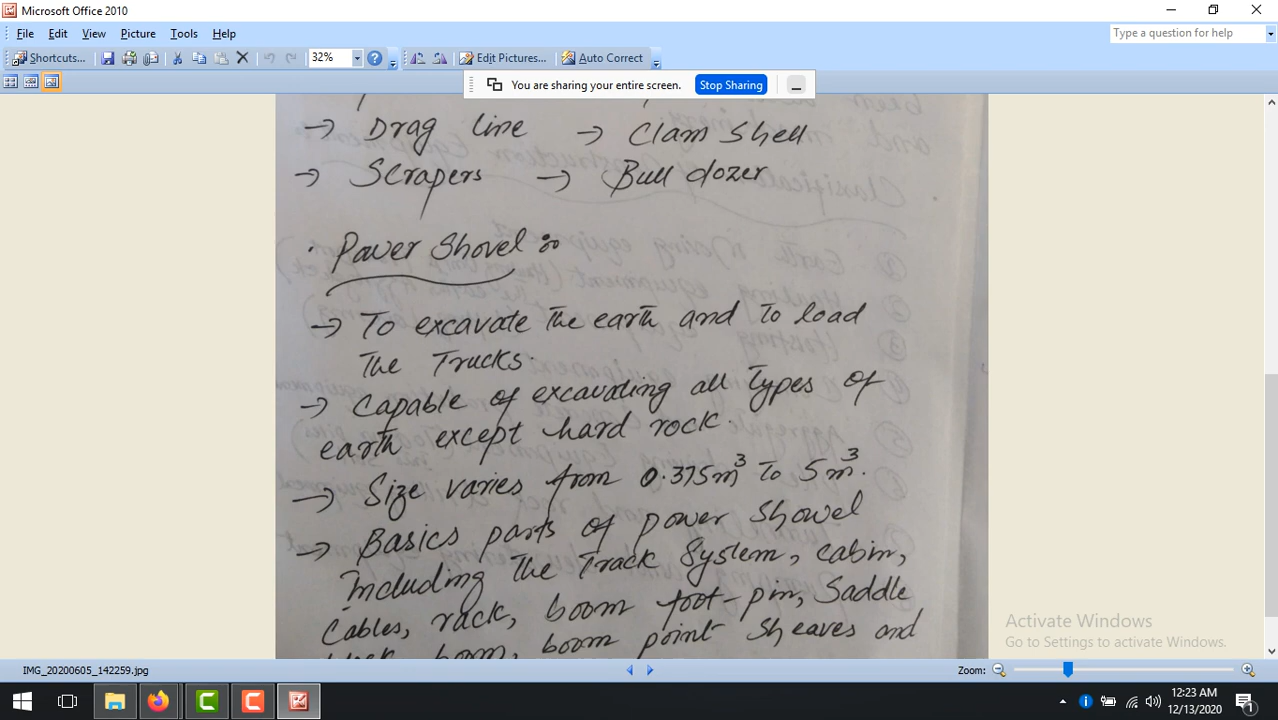 Microsoft Office 2010
File Edit View Picture Tools Help
Type a question for help
Shortcuts... 32% Edit Pictures... Auto Correct
You are sharing your entire screen. Stop Sharing
→ Drag line → Clam Shell
→ Scrapers → Bull dozer
Power Shovel :-
→ To excavate the earth and To load
the Trucks.
→ Capable of excavating all Types of
earth except hard rock.
→ Size varies from 0.375m³ To 5m³.
→ Basics parts of power Showel
Including the Track System, cabin,
Cables, rack, boom foot-pin, Saddle
boom, boom point Sheaves and
Activate Windows
Go to Settings to activate Windows.
IMG_20200605_142259.jpg
Zoom:
12:23 AM
12/13/2020